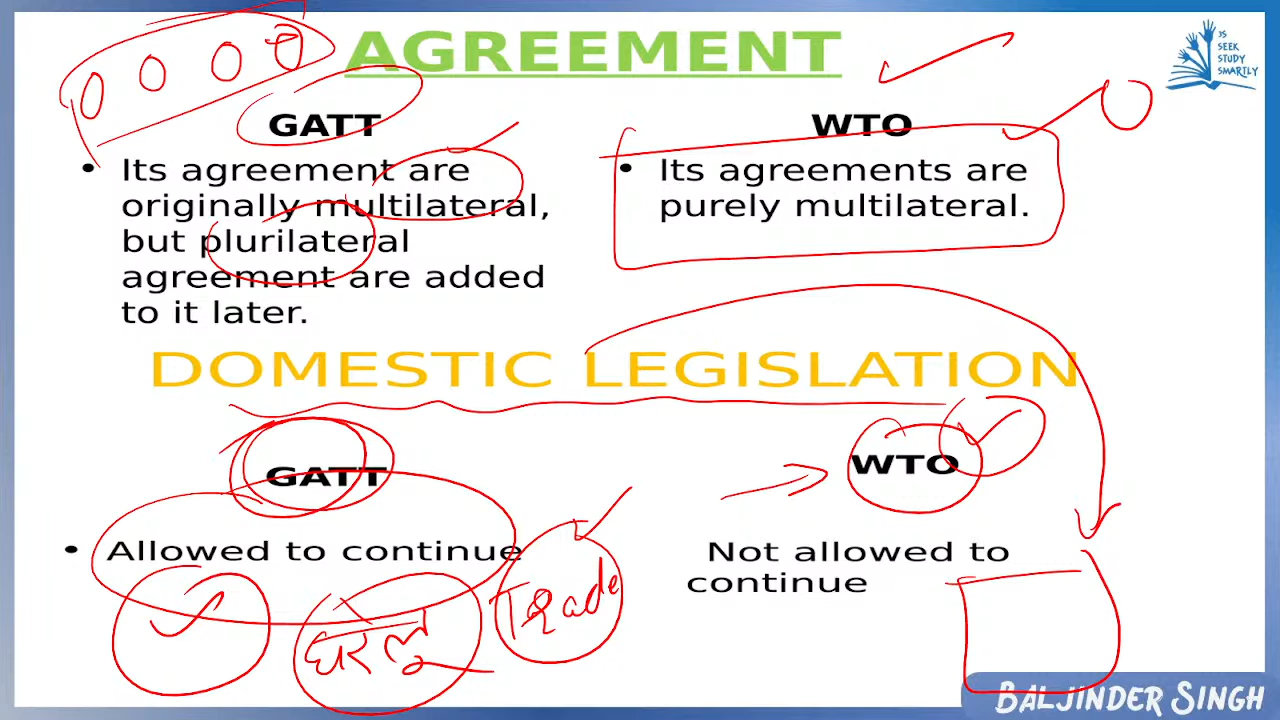 AGREEMENT
JS
SEEK
STUDY
SMARTLY
GATT
• Its agreement are
originally multilateral,
but plurilateral
agreement are added
to it later.
WTO
• Its agreements are
purely multilateral.
DOMESTIC LEGISLATION
GATT
• Allowed to continue
घरेलू
Trade
WTO
Not allowed to
continue
BALJINDER SINGH